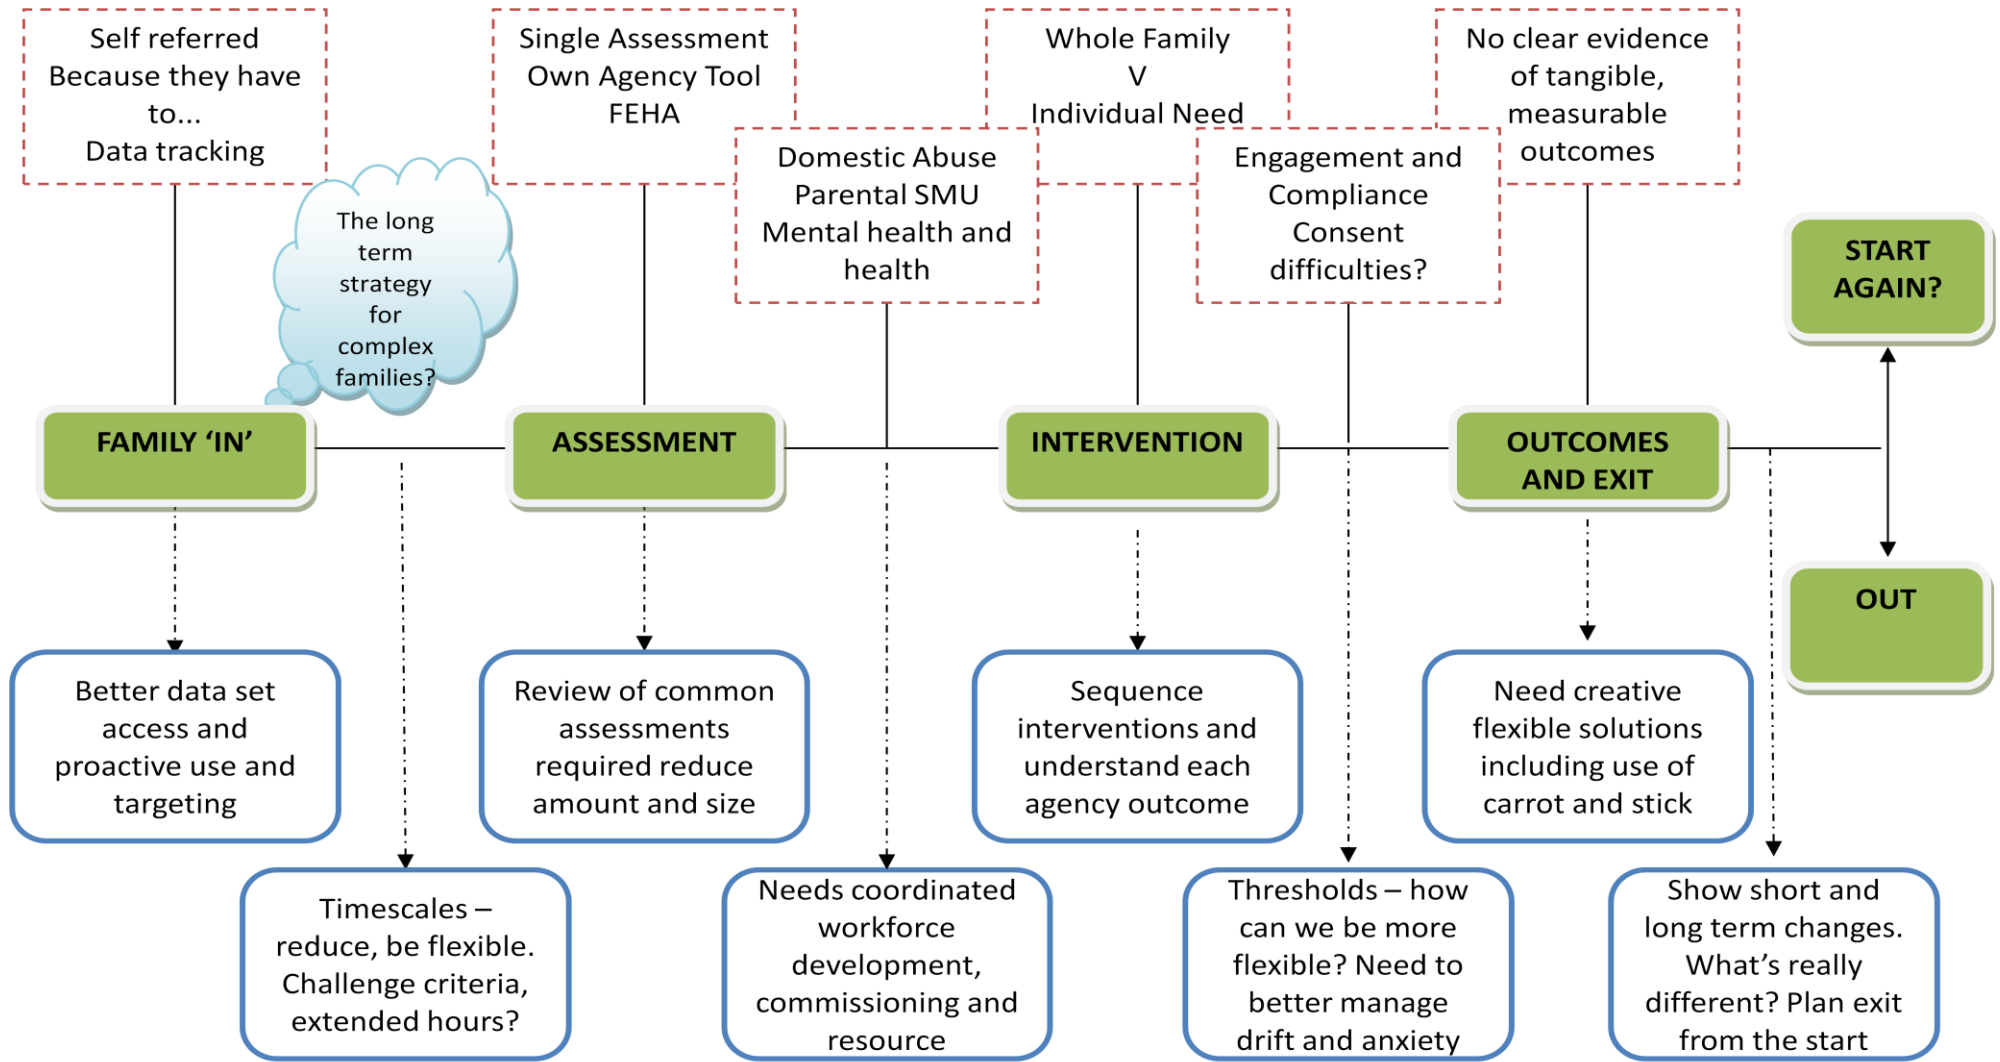 Self referred
Because they have
to...
Data tracking
Single Assessment
Own Agency Tool
FEHA
Domestic Abuse
Parental SMU
Mental health and
health
Whole Family
V
Individual Need
Engagement and
Compliance
Consent
difficulties?
No clear evidence
of tangible,
measurable
outcomes
The long
term
strategy
for
complex
families?
START
AGAIN?
FAMILY ‘IN’
ASSESSMENT
INTERVENTION
OUTCOMES
AND EXIT
OUT
Better data set
access and
proactive use and
targeting
Review of common
assessments
required reduce
amount and size
Sequence
interventions and
understand each
agency outcome
Need creative
flexible solutions
including use of
carrot and stick
Timescales –
reduce, be flexible.
Challenge criteria,
extended hours?
Needs coordinated
workforce
development,
commissioning and
resource
Thresholds – how
can we be more
flexible? Need to
better manage
drift and anxiety
Show short and
long term changes.
What’s really
different? Plan exit
from the start